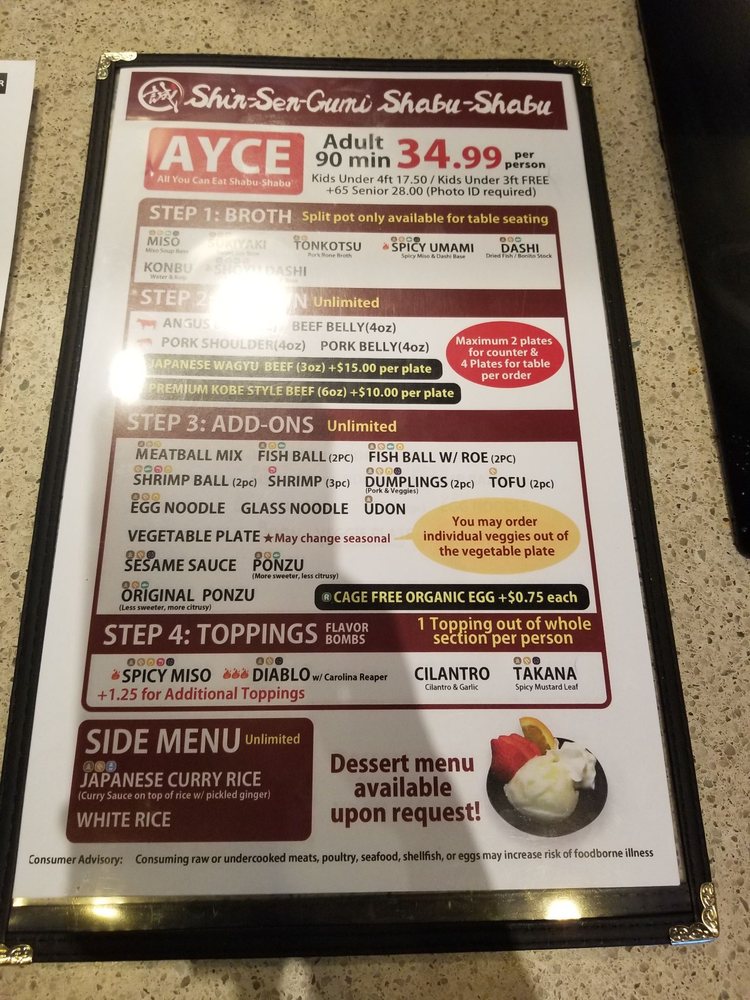 R
Shin-Sen-Gumi Shabu-Shabu
AYCE
All You Can Eat Shabu-Shabu
Adult
90 min 34.99 per person
Kids Under 4ft 17.50 / Kids Under 3ft FREE
+65 Senior 28.00 (Photo ID required)
STEP 1: BROTH Split pot only available for table seating
MISO SUKIYAKI TONKOTSU SPICY UMAMI DASHI
Miso Soup Base Pork Bone Broth Spicy Miso & Dashi Base Dried Fish / Bonito Stock
KONBU SHOYU DASHI
STEP Unlimited
ANGUS BEEF BELLY(4oz)
PORK SHOULDER(4oz) PORK BELLY(4oz)
Maximum 2 plates
for counter &
4 Plates for table
per order
JAPANESE WAGYU BEEF (3oz) +$15.00 per plate
PREMIUM KOBE STYLE BEEF (6oz) +$10.00 per plate
STEP 3: ADD-ONS Unlimited
MEATBALL MIX FISH BALL (2PC) FISH BALL W/ ROE (2PC)
SHRIMP BALL (2pc) SHRIMP (3pc) DUMPLINGS (2pc) TOFU (2pc)
(Pork & Veggies)
EGG NOODLE GLASS NOODLE UDON
VEGETABLE PLATE ★May change seasonal
You may order
individual veggies out of
the vegetable plate
SESAME SAUCE PONZU
(More sweeter, less citrusy)
ORIGINAL PONZU
(Less sweeter, more citrusy)
CAGE FREE ORGANIC EGG +$0.75 each
STEP 4: TOPPINGS FLAVOR BOMBS
1 Topping out of whole
section per person
SPICY MISO DIABLO w/ Carolina Reaper CILANTRO TAKANA
Cilantro & Garlic Spicy Mustard Leaf
+1.25 for Additional Toppings
SIDE MENU Unlimited
JAPANESE CURRY RICE
(Curry Sauce on top of rice w/ pickled ginger)
WHITE RICE
Dessert menu
available
upon request!
Consumer Advisory: Consuming raw or undercooked meats, poultry, seafood, shellfish, or eggs may increase risk of foodborne illness